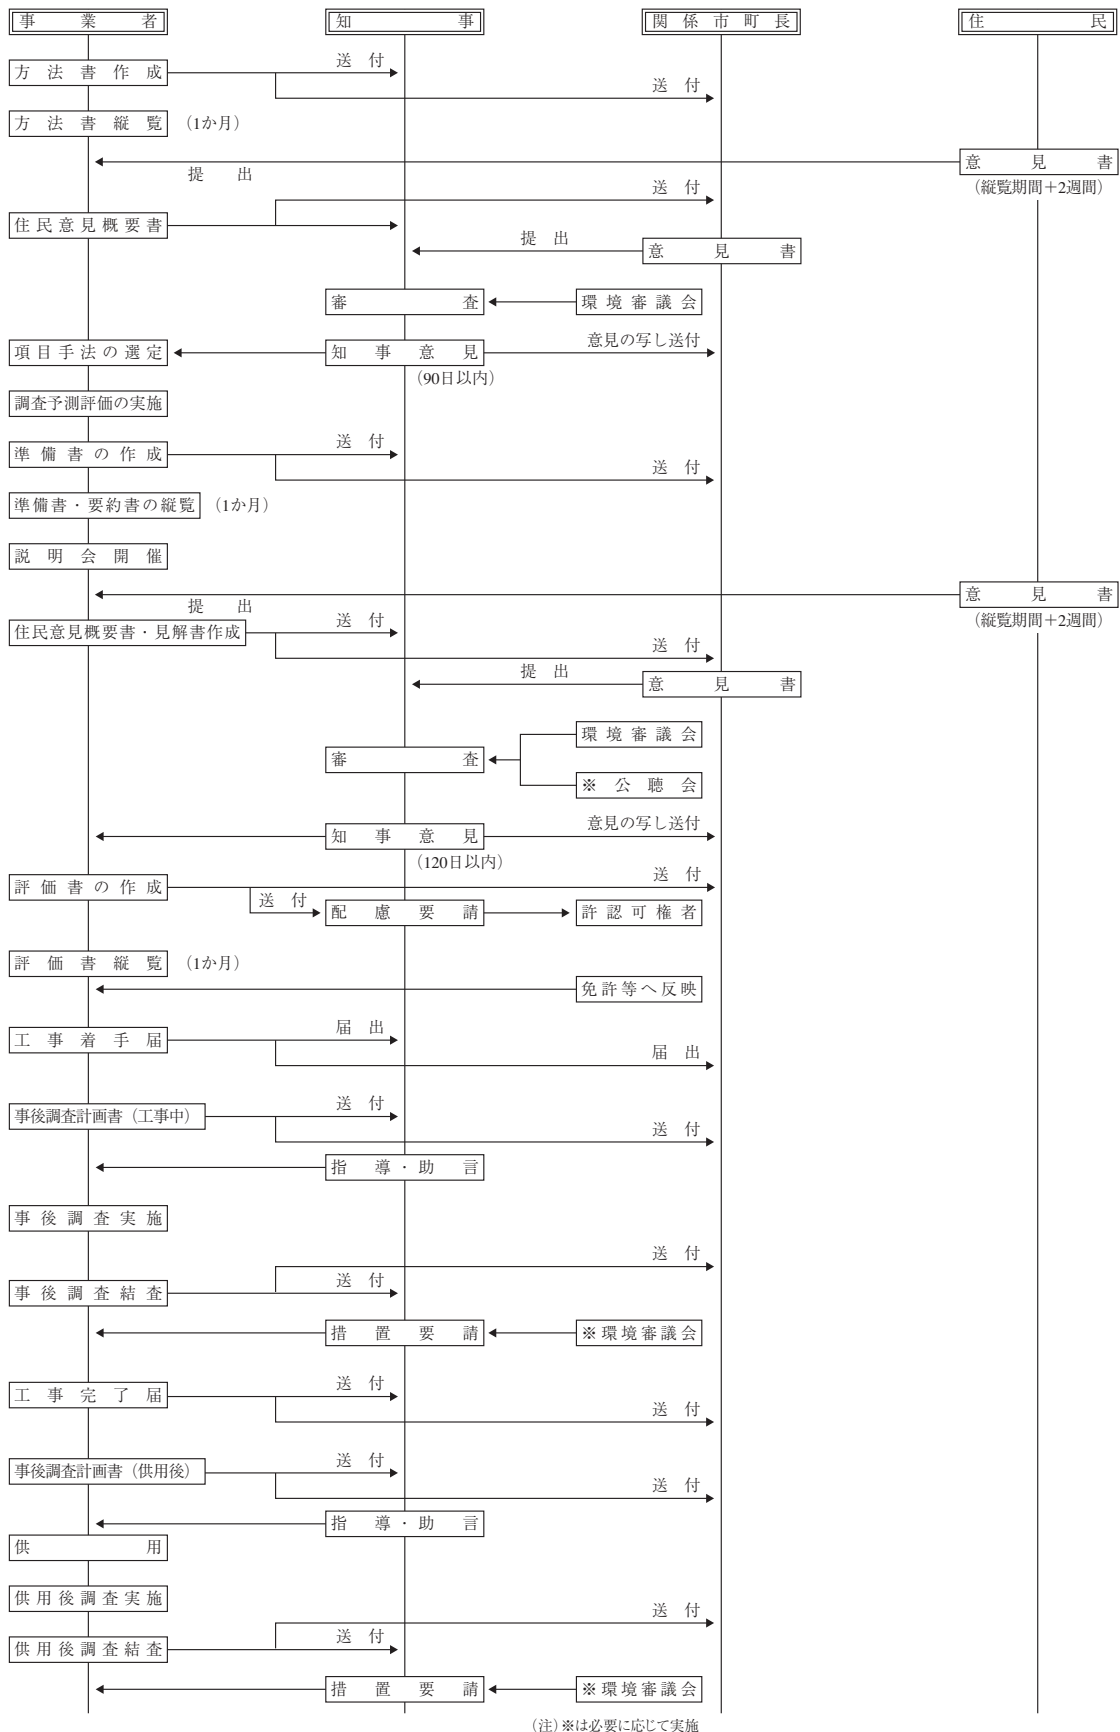 事業者 知事 関係市町長 住民
送付
方法書作成
送付
方法書縦覧 (1か月)
意見書
提出
(縦覧期間+2週間)
送付
住民意見概要書
提出
意見書
審査 環境審議会
意見の写し送付
項目手法の選定 知事意見
(90日以内)
調査予測評価の実施
送付
準備書の作成
送付
準備書・要約書の縦覧 (1か月)
説明会開催
意見書
提出
(縦覧期間+2週間)
送付
住民意見概要書・見解書作成
送付
提出
意見書
環境審議会
審査
※公聴会
意見の写し送付
知事意見
(120日以内)
送付
評価書の作成
送付
配慮要請 許認可権者
評価書縦覧 (1か月)
免許等へ反映
届出
工事着手届
届出
送付
事後調査計画書(工事中)
送付
指導・助言
事後調査実施
送付
送付
事後調査結査
措置要請 ※環境審議会
送付
工事完了届
送付
送付
事後調査計画書(供用後)
送付
指導・助言
供用
供用後調査実施
送付
送付
供用後調査結査
措置要請 ※環境審議会
(注)※は必要に応じて実施